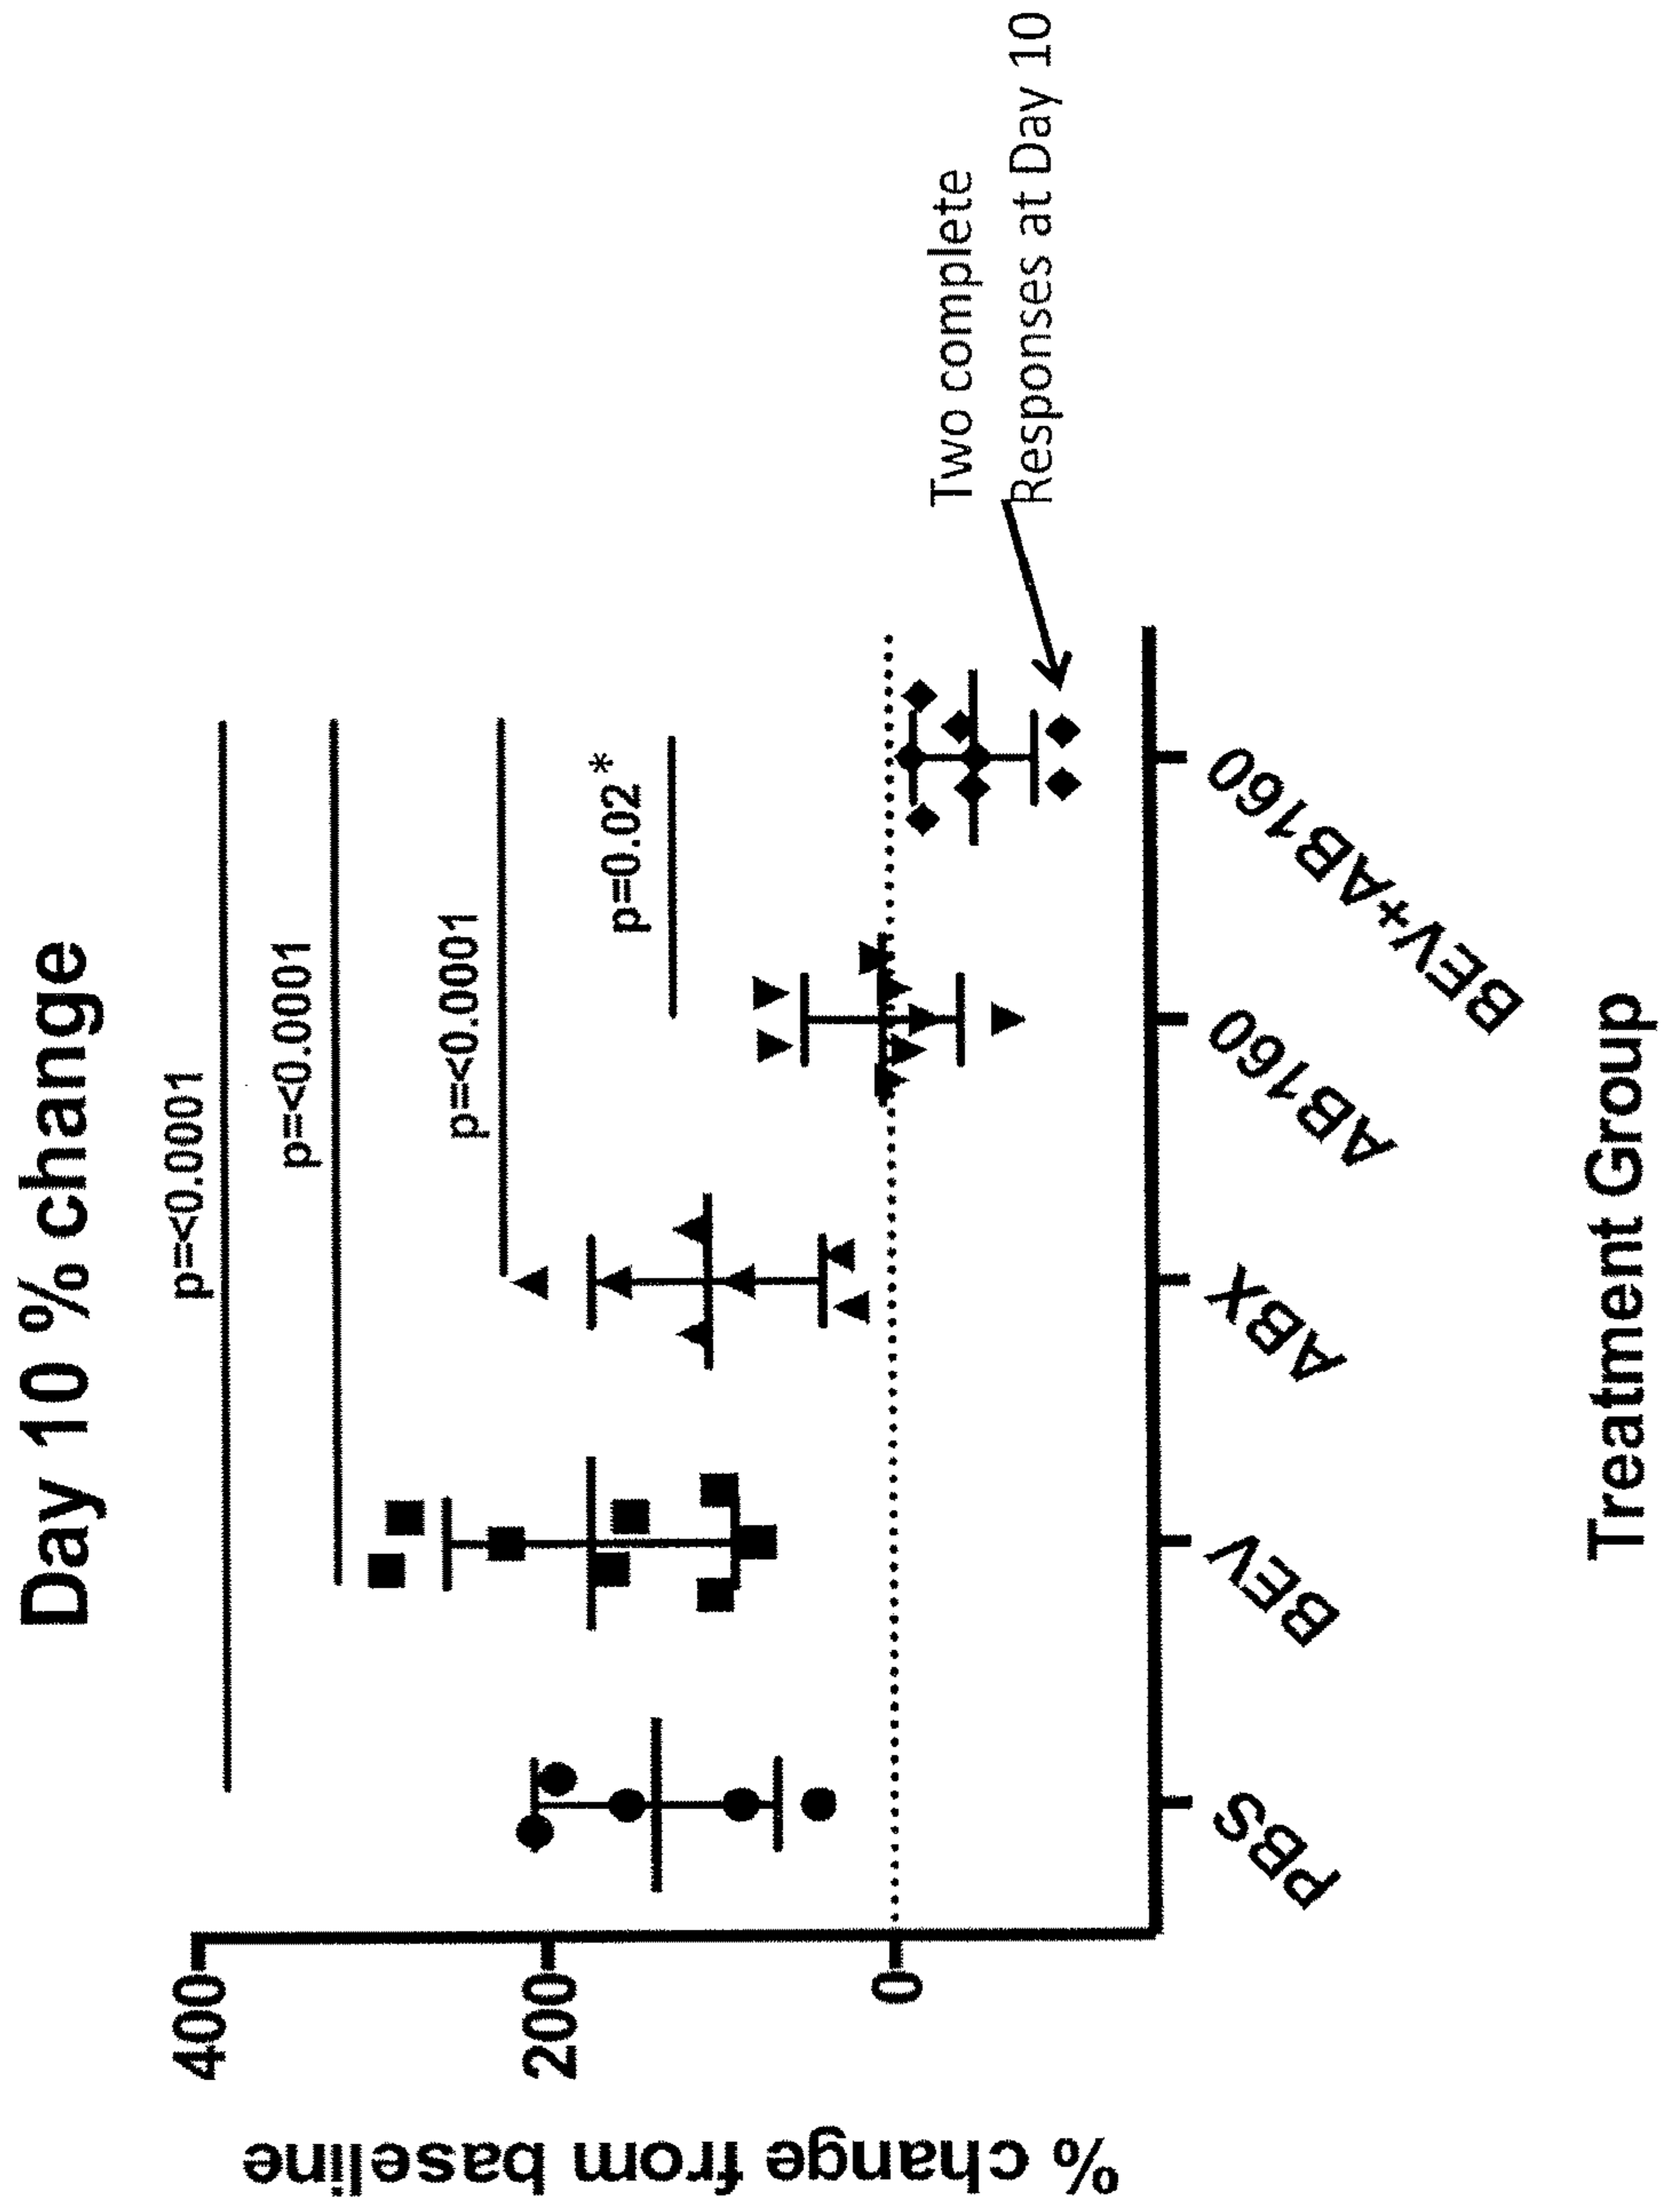 Day 10 % change
p=<0.0001
p=<0.0001
p=<0.0001
p=0.02*
400
200
0
% change from baseline
Two complete
Responses at Day 10
PBS
BEV
ABX
AB160
BEV+AB160
Treatment Group